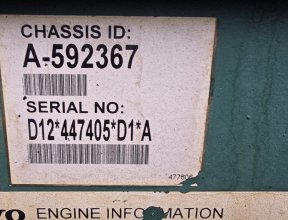 CHASSIS ID:
A-592367
SERIAL NO:
D12*447405*D1*A
ENGINE INFORMATION